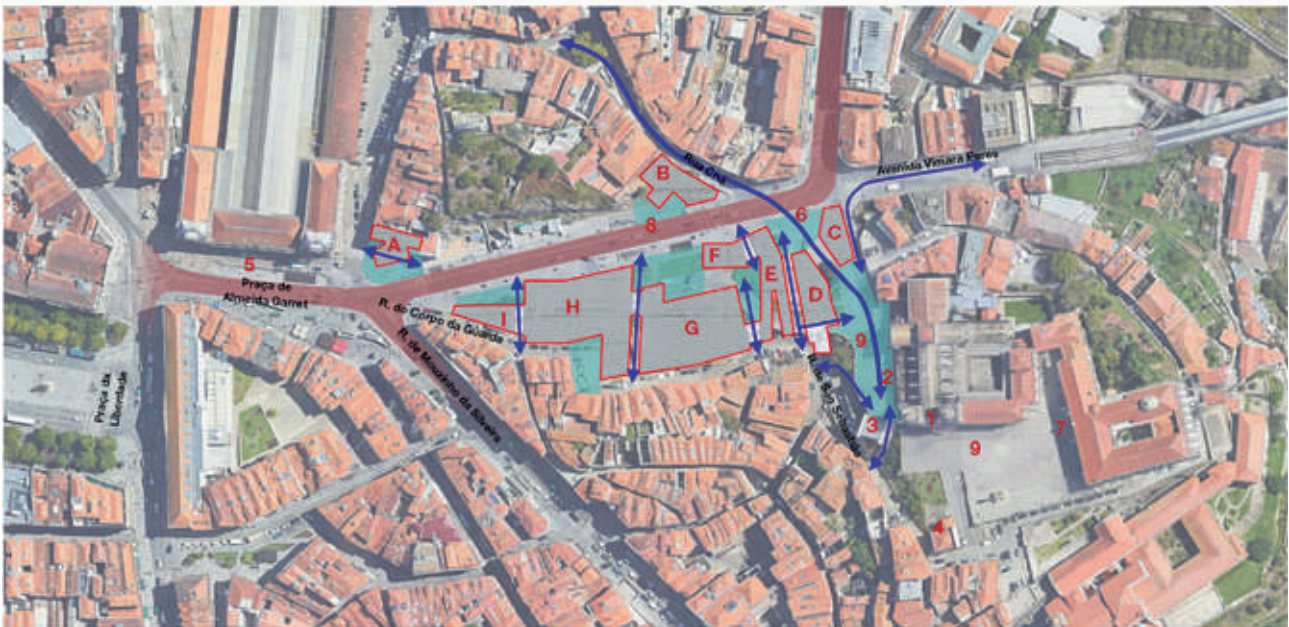 Rua Chã
Avenida Vimara Peres
B
8
6
C
A
F
E
5
Praça de
Almeida Garret
R. do Corpo da Guarda
I
H
G
D
9
R. de Mouzinho da Silveira
R. de São Sebastião
2
Praça da
Liberdade
3
1
9
7
4